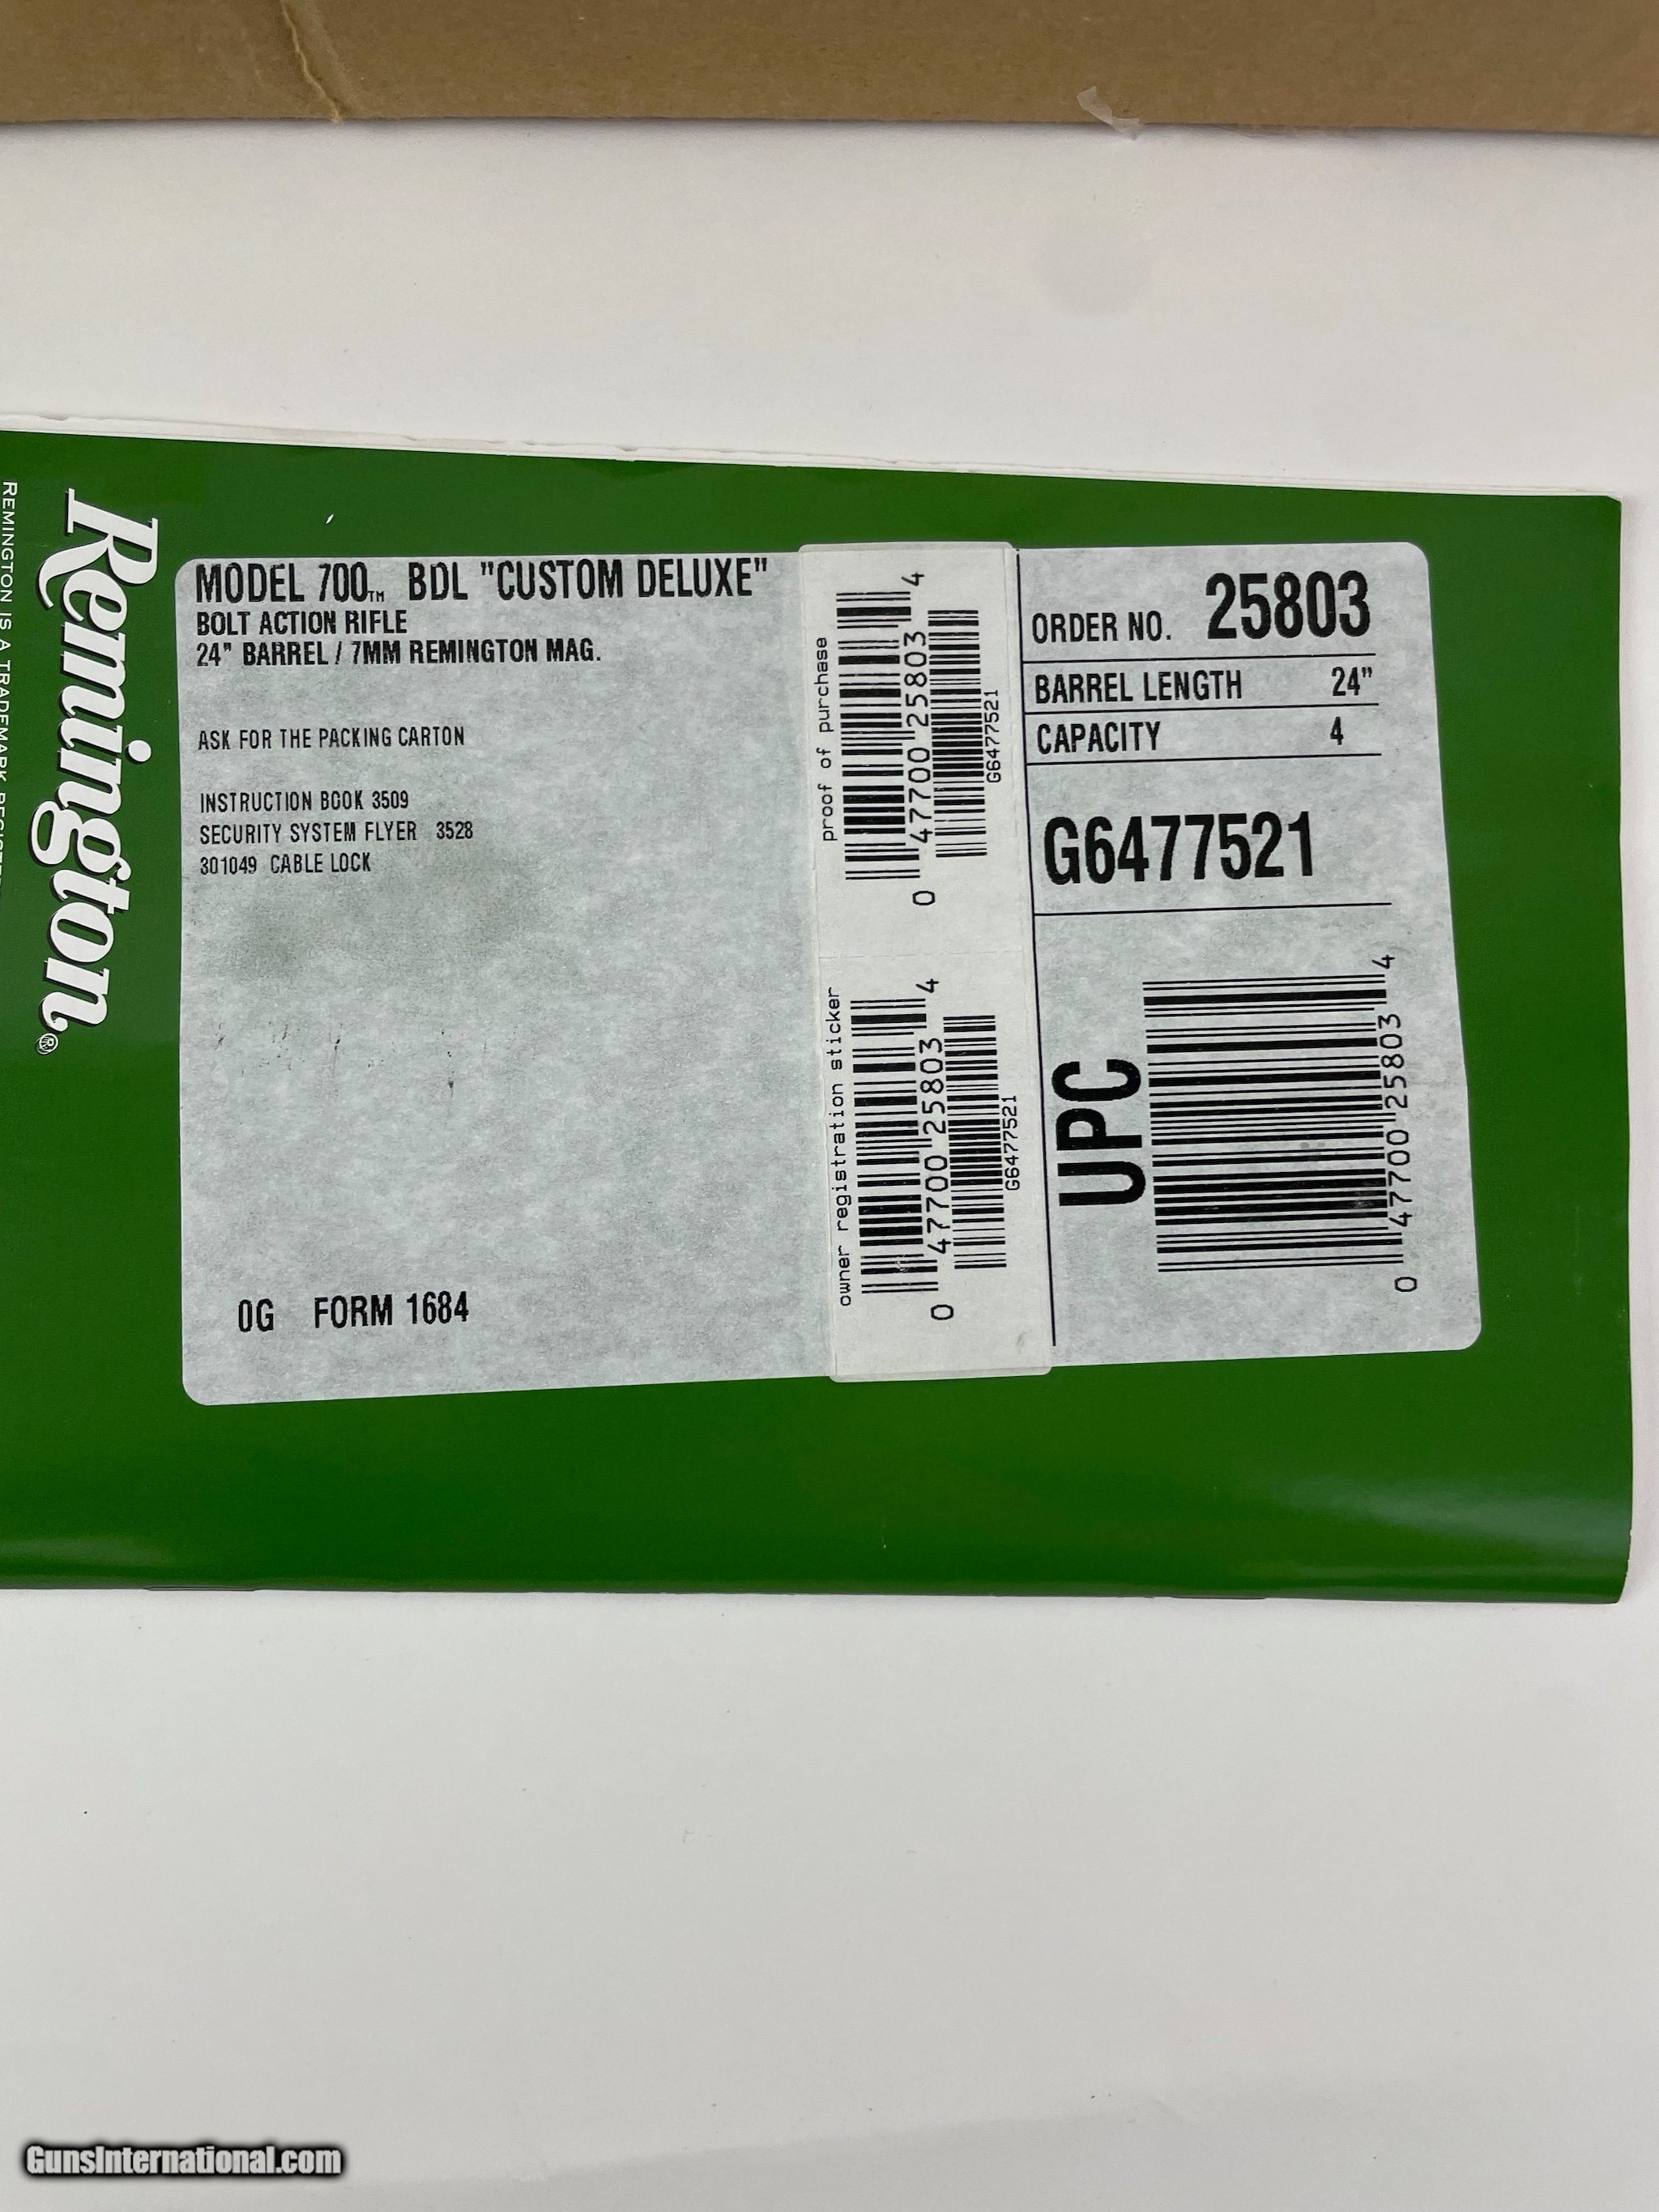 REMINGTON IS A TRADEMARK
Remington®
MODEL 700™ BDL "CUSTOM DELUXE"
BOLT ACTION RIFLE
24" BARREL / 7MM REMINGTON MAG.
ASK FOR THE PACKING CARTON
INSTRUCTION BOOK 3509
SECURITY SYSTEM FLYER 3528
301049 CABLE LOCK
0G FORM 1684
proof of purchase
0 47700 25803 4
G6477521
owner registration sticker
0 47700 25803 4
G6477521
ORDER NO. 25803
BARREL LENGTH 24"
CAPACITY 4
G6477521
UPC
0 47700 25803 4
GunsInternational.com